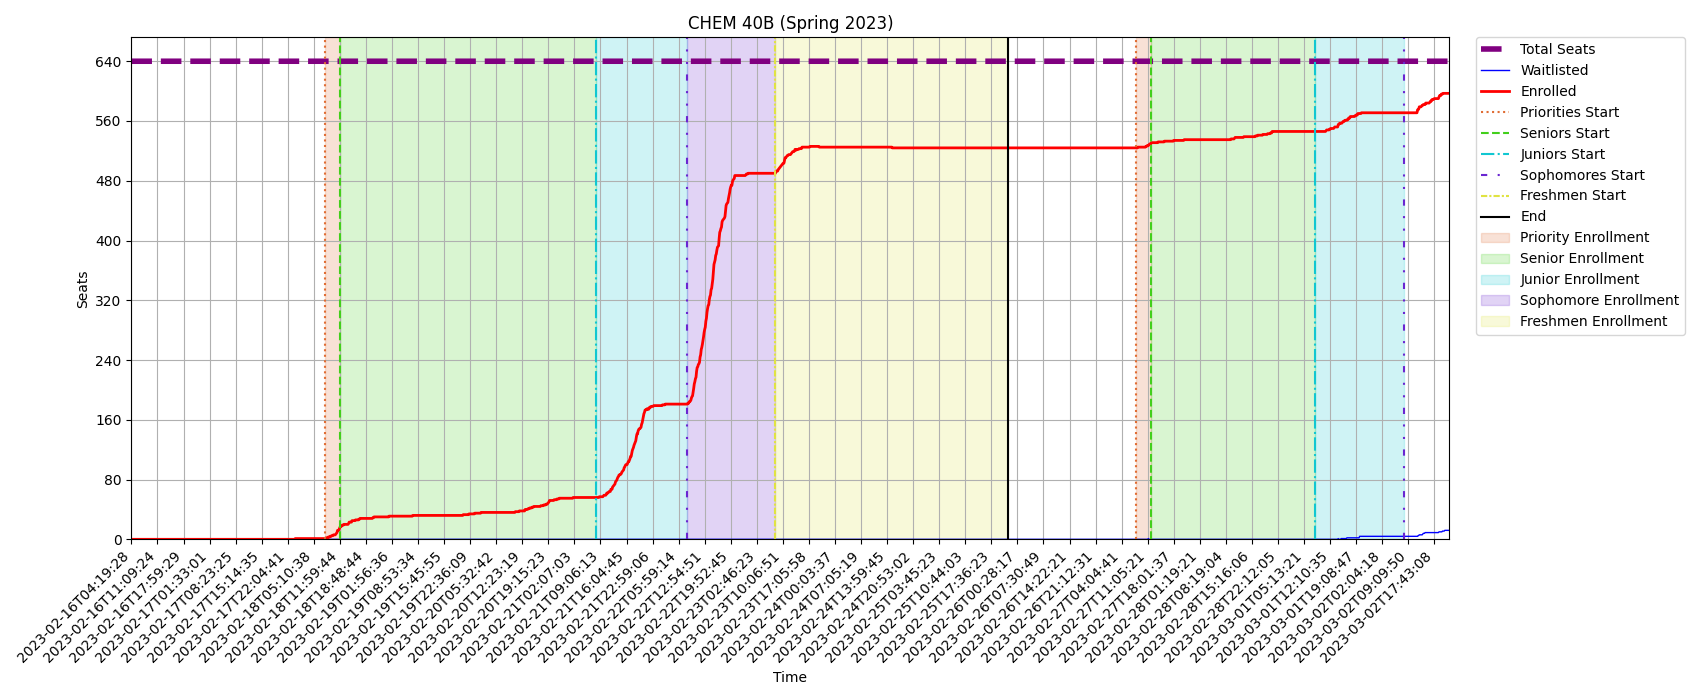 CHEM 40B (Spring 2023)
Seats
640
560
480
400
320
240
160
80
0
2023-02-16T04:19:28
2023-02-16T11:09:24
2023-02-16T17:59:29
2023-02-17T01:33:01
2023-02-17T08:23:25
2023-02-17T15:14:35
2023-02-17T22:04:41
2023-02-18T05:10:38
2023-02-18T11:59:44
2023-02-18T18:48:44
2023-02-19T01:56:36
2023-02-19T08:53:34
2023-02-19T15:45:55
2023-02-19T22:36:09
2023-02-20T05:32:42
2023-02-20T12:23:19
2023-02-20T19:15:23
2023-02-21T02:07:03
2023-02-21T09:06:13
2023-02-21T16:04:45
2023-02-21T22:59:06
2023-02-22T05:59:14
2023-02-22T12:54:51
2023-02-22T19:52:45
2023-02-23T02:46:23
2023-02-23T10:06:51
2023-02-23T17:05:58
2023-02-24T00:03:37
2023-02-24T07:05:19
2023-02-24T13:59:45
2023-02-24T20:53:02
2023-02-25T03:45:23
2023-02-25T10:44:03
2023-02-25T17:36:23
2023-02-26T00:28:17
2023-02-26T07:30:49
2023-02-26T14:22:21
2023-02-26T21:12:31
2023-02-27T04:04:41
2023-02-27T11:05:21
2023-02-27T18:01:37
2023-02-28T01:19:21
2023-02-28T08:19:04
2023-02-28T15:16:06
2023-02-28T22:12:05
2023-03-01T05:13:21
2023-03-01T12:10:35
2023-03-01T19:08:47
2023-03-02T02:04:18
2023-03-02T09:09:50
2023-03-02T17:43:08
Time
Total Seats
Waitlisted
Enrolled
Priorities Start
Seniors Start
Juniors Start
Sophomores Start
Freshmen Start
End
Priority Enrollment
Senior Enrollment
Junior Enrollment
Sophomore Enrollment
Freshmen Enrollment